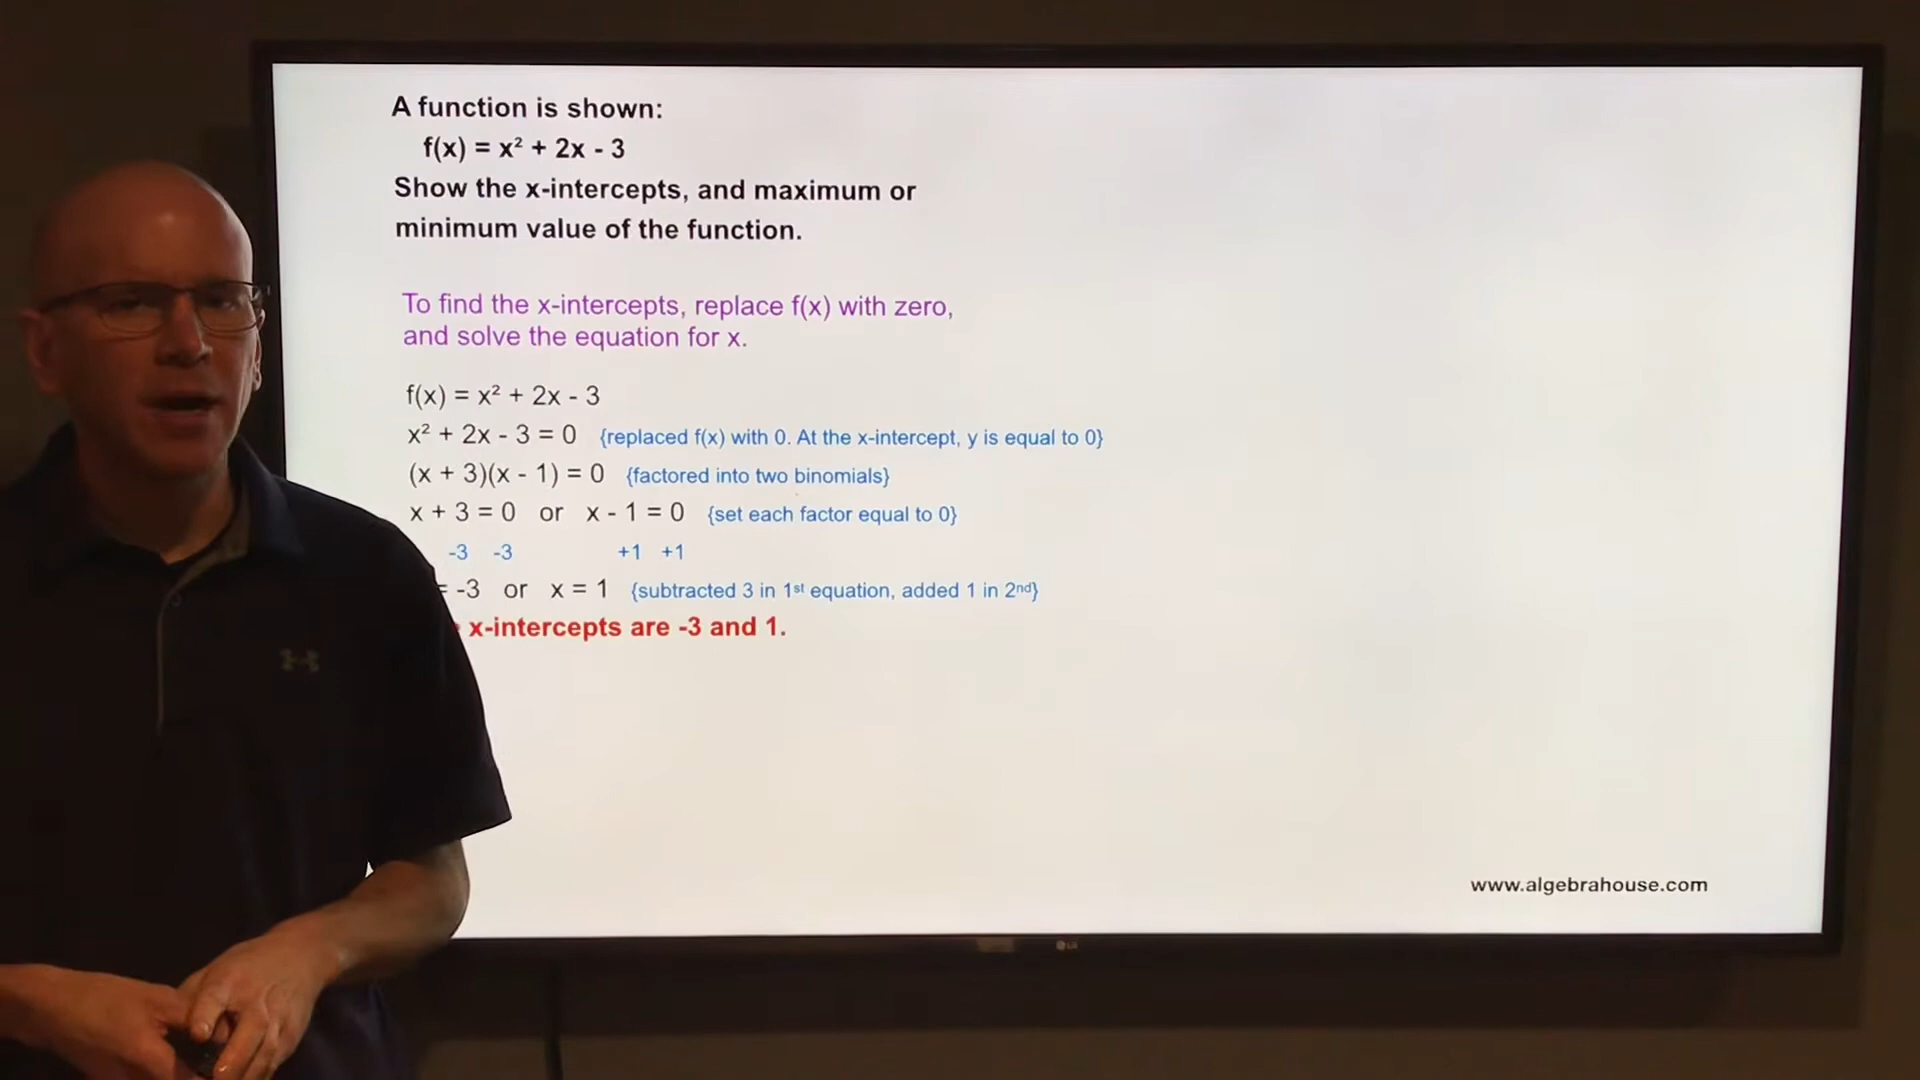 A function is shown:
f(x) = x² + 2x - 3
Show the x-intercepts, and maximum or
minimum value of the function.
To find the x-intercepts, replace f(x) with zero,
and solve the equation for x.
f(x) = x² + 2x - 3
x² + 2x - 3 = 0 {replaced f(x) with 0. At the x-intercept, y is equal to 0}
(x + 3)(x - 1) = 0 {factored into two binomials}
x + 3 = 0 or x - 1 = 0 {set each factor equal to 0}
-3 -3 +1 +1
= -3 or x = 1 {subtracted 3 in 1st equation, added 1 in 2nd}
x-intercepts are -3 and 1.
www.algebrahouse.com
LG